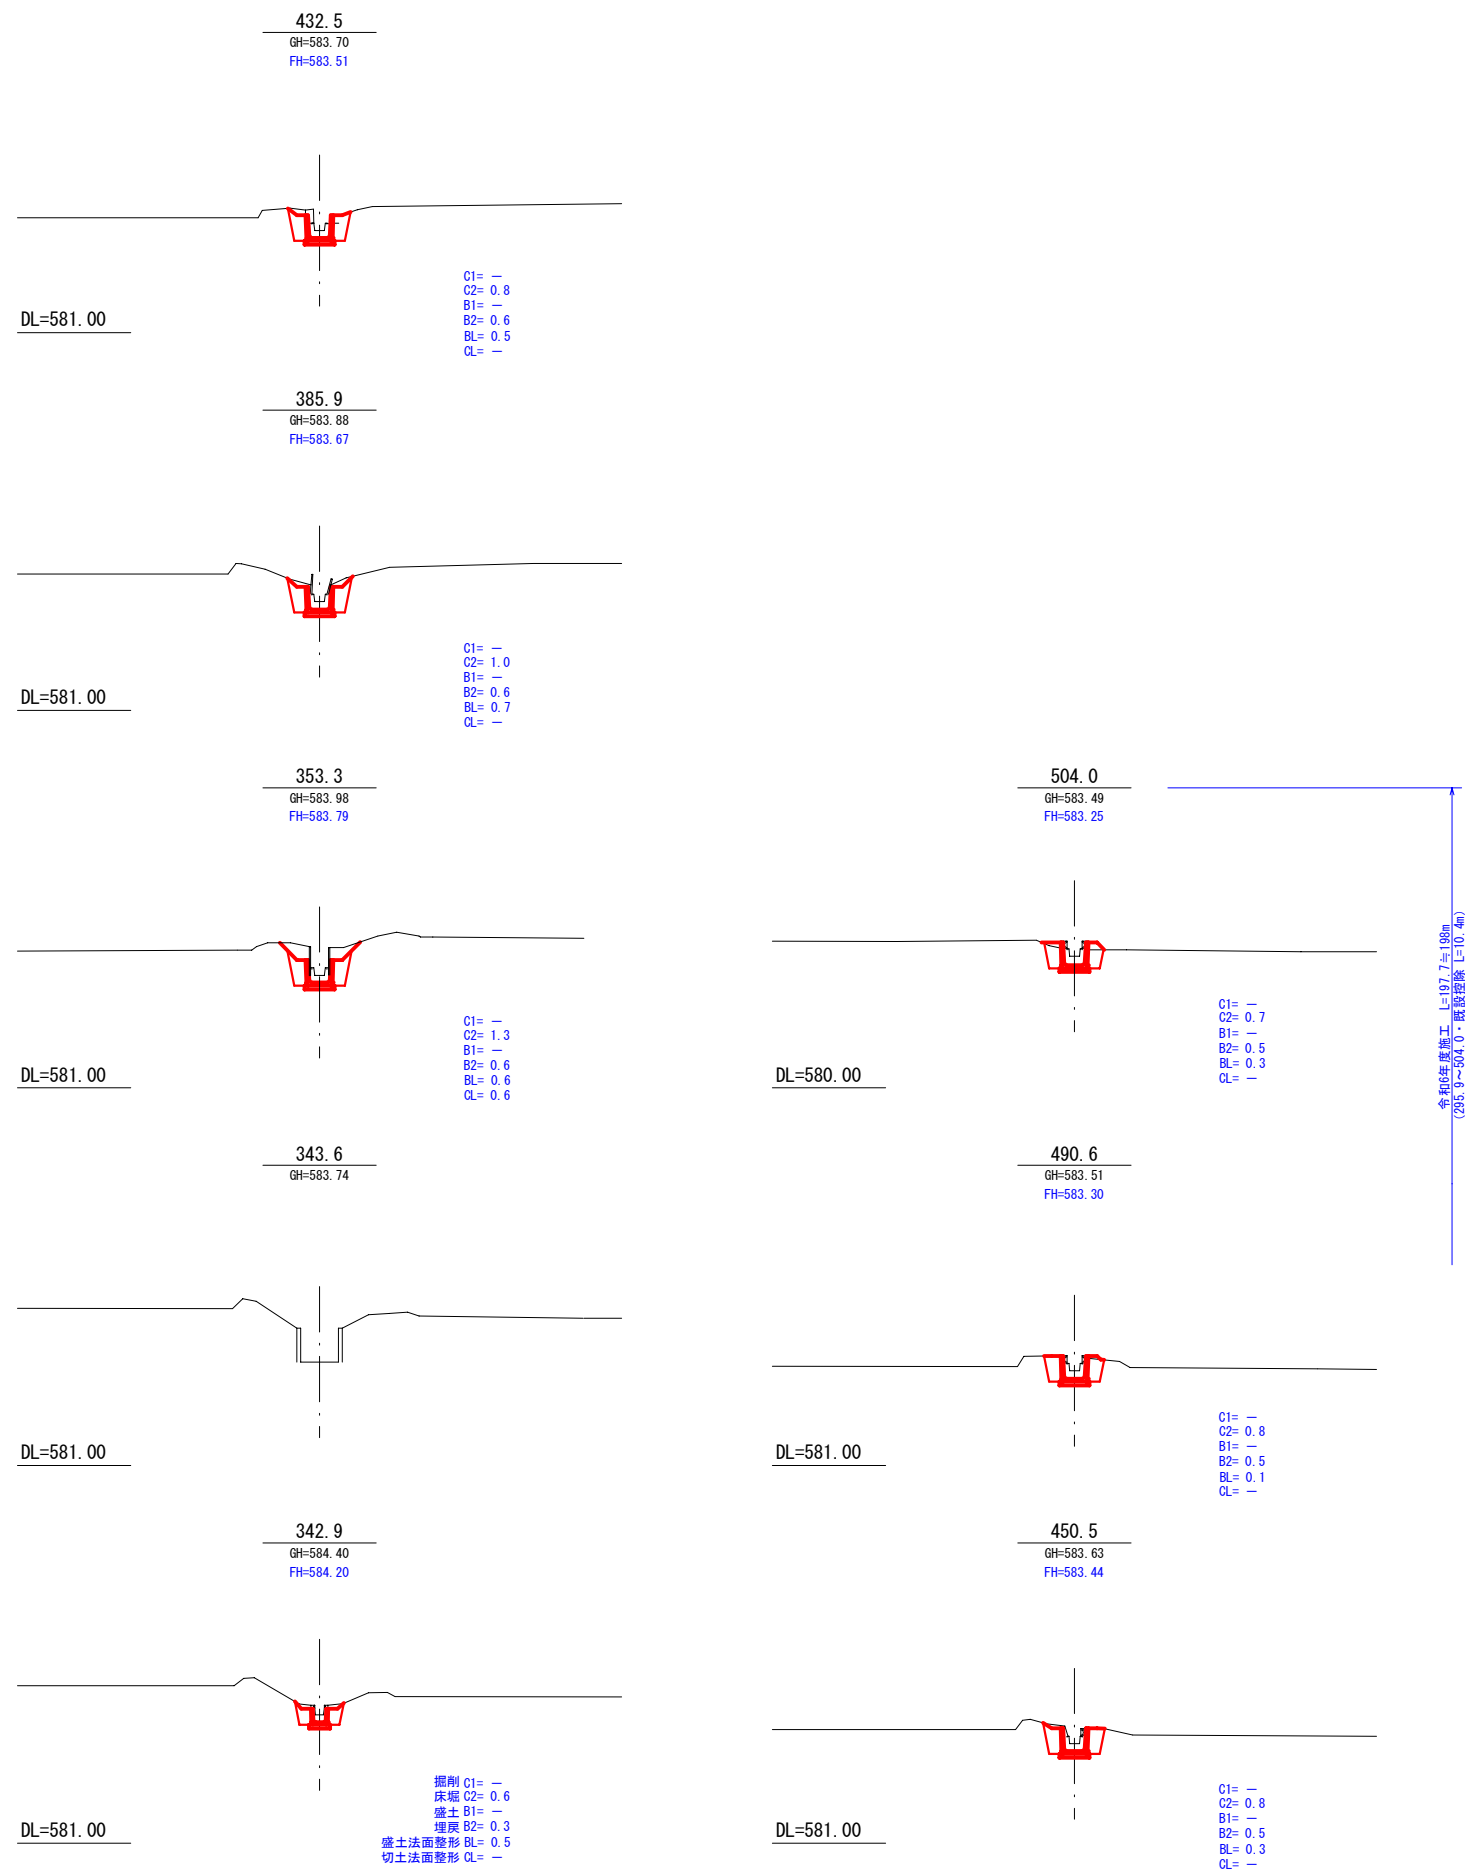 432.5
GH=583.70
FH=583.51
C1= －
C2= 0.8
B1= －
B2= 0.6
BL= 0.5
CL= －
DL=581.00
385.9
GH=583.88
FH=583.67
C1= －
C2= 1.0
B1= －
B2= 0.6
BL= 0.7
CL= －
DL=581.00
353.3
GH=583.98
FH=583.79
C1= －
C2= 1.3
B1= －
B2= 0.6
BL= 0.6
CL= 0.6
DL=581.00
343.6
GH=583.74
DL=581.00
342.9
GH=584.40
FH=584.20
掘削 C1= －
床堀 C2= 0.6
盛土 B1= －
埋戻 B2= 0.3
盛土法面整形 BL= 0.5
切土法面整形 CL= －
DL=581.00
504.0
GH=583.49
FH=583.25
C1= －
C2= 0.7
B1= －
B2= 0.5
BL= 0.3
CL= －
DL=580.00
490.6
GH=583.51
FH=583.30
C1= －
C2= 0.8
B1= －
B2= 0.5
BL= 0.1
CL= －
DL=581.00
450.5
GH=583.63
FH=583.44
C1= －
C2= 0.8
B1= －
B2= 0.5
BL= 0.3
CL= －
DL=581.00
令和6年度施工 L=197.7≒198m
(295.9～504.0・既設控除 L=10.4m)